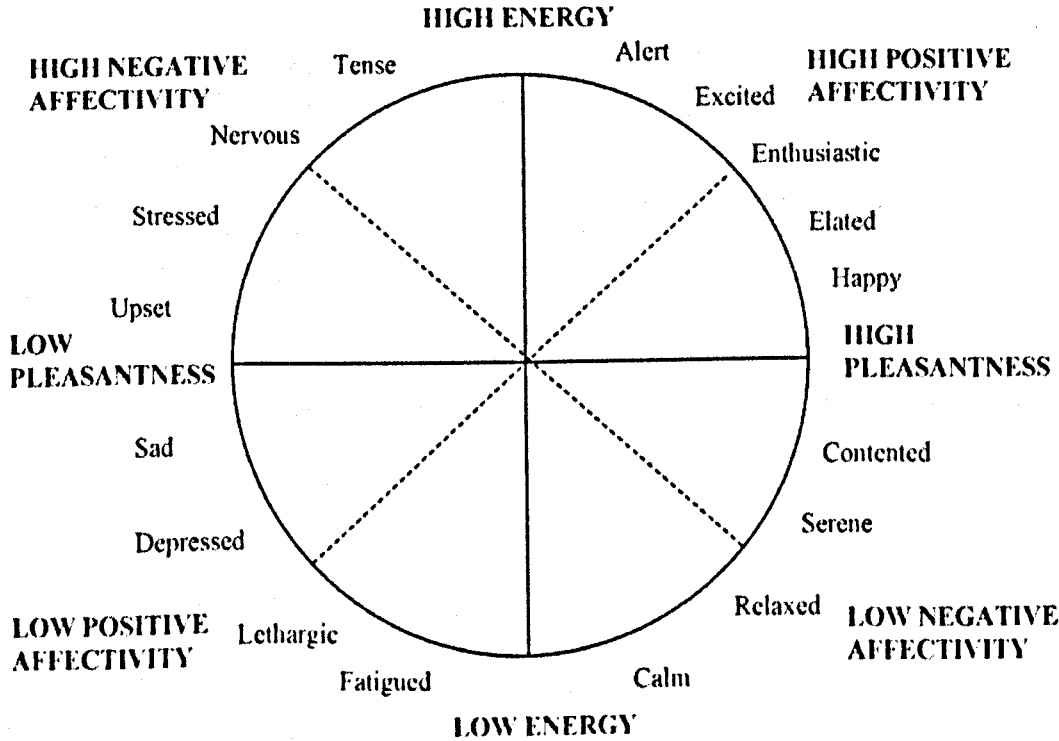 HIGH ENERGY
Tense
Alert
HIGH NEGATIVE
AFFECTIVITY
HIGH POSITIVE
AFFECTIVITY
Excited
Nervous
Enthusiastic
Stressed
Elated
Happy
Upset
LOW
PLEASANTNESS
HIGH
PLEASANTNESS
Sad
Contented
Serene
Depressed
Relaxed
LOW POSITIVE
AFFECTIVITY
Lethargic
LOW NEGATIVE
AFFECTIVITY
Fatigued
Calm
LOW ENERGY